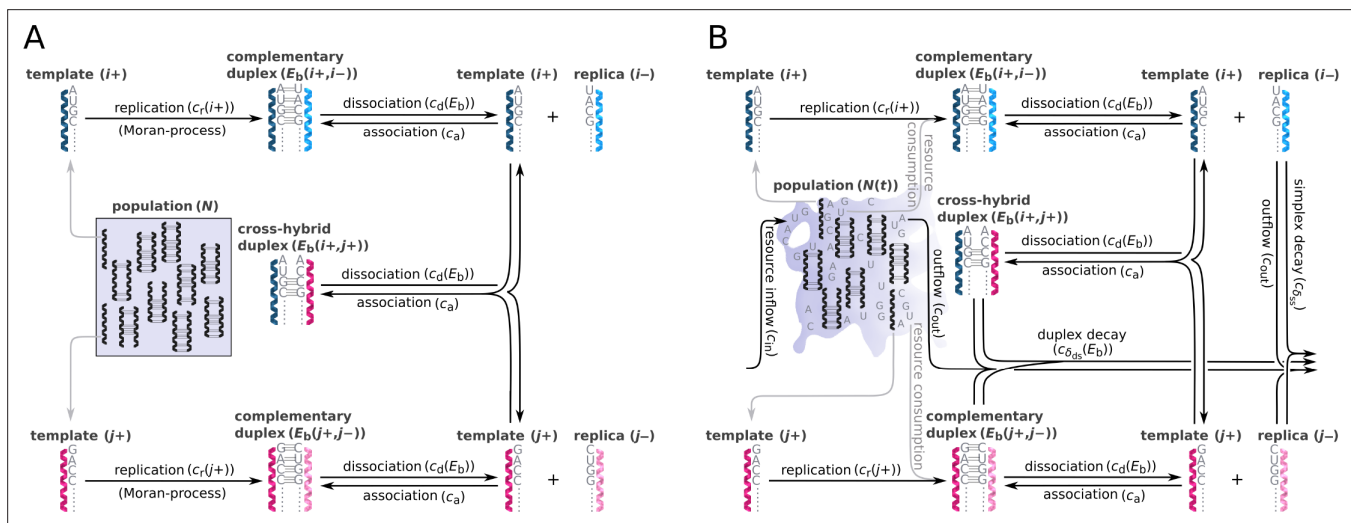 A
complementary
template (i+)
duplex (Eb(i+,i−))
template (i+)
replica (i−)
replication (cr(i+))
(Moran-process)
dissociation (cd(Eb))
association (ca)
+
A U G C
A U G C
U A C G
A U G C
U A C G
population (N)
cross-hybrid
duplex (Eb(i+,j+))
A U G C
A C C G
dissociation (cd(Eb))
association (ca)
complementary
template (j+)
duplex (Eb(j+,j−))
template (j+)
replica (j−)
replication (cr(j+))
(Moran-process)
dissociation (cd(Eb))
association (ca)
+
G A C C
G A C C
C U G G
G A C C
C U G G
B
complementary
template (i+)
duplex (Eb(i+,i−))
template (i+)
replica (i−)
replication (cr(i+))
dissociation (cd(Eb))
association (ca)
+
A U G C
A U G C
U A C G
A U G C
U A C G
resource
consumption
population (N(t))
resource inflow (cin)
outflow (cout)
cross-hybrid
duplex (Eb(i+,j+))
A U G C
A C C G
dissociation (cd(Eb))
association (ca)
simplex decay (cδss)
outflow (cout)
duplex decay
(cδds(Eb))
resource consumption
complementary
template (j+)
duplex (Eb(j+,j−))
template (j+)
replica (j−)
replication (cr(j+))
dissociation (cd(Eb))
association (ca)
+
G A C C
G A C C
C U G G
G A C C
C U G G